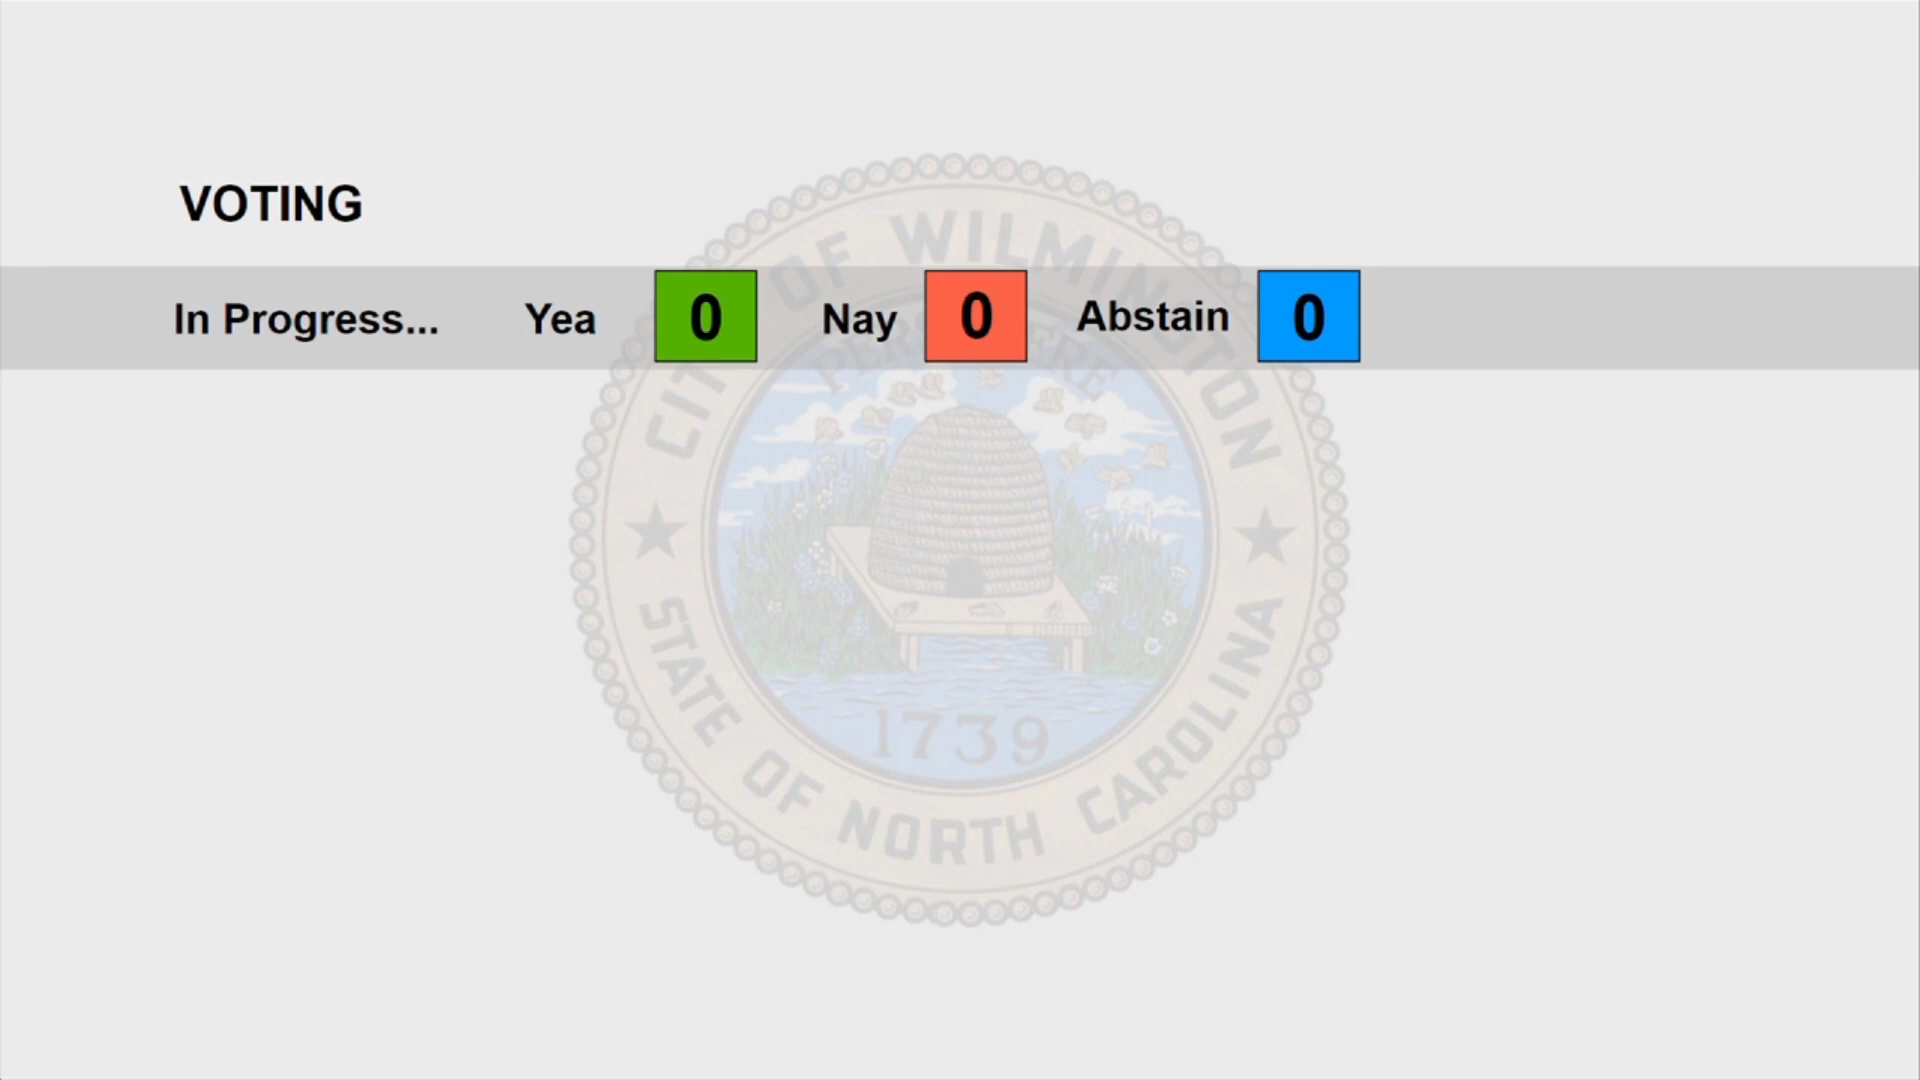 VOTING
In Progress... Yea 0 Nay 0 Abstain 0
CITY OF WILMINGTON
1739
STATE OF NORTH CAROLINA